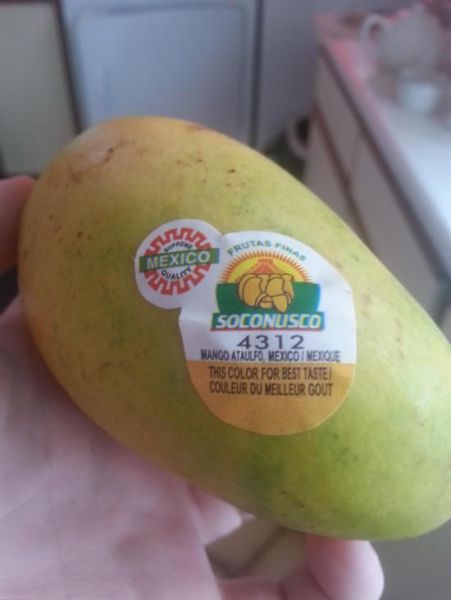 SUPREME
MEXICO
QUALITY
FRUTAS FINAS
SOCONUSCO
4312
MANGO ATAULFO, MEXICO / MEXIQUE
THIS COLOR FOR BEST TASTE /
COULEUR DU MEILLEUR GOUT